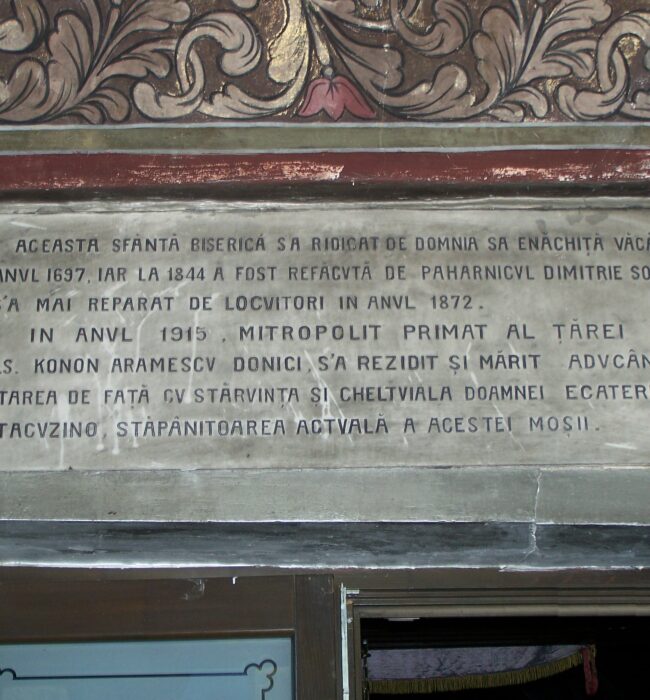 ACEASTA SFÂNTĂ BISERICĂ S'A RIDICAT DE DOMNIA SA ENĂCHIȚĂ VĂCĂ
ANVL 1697, IAR LA 1844 A FOST REFĂCVTĂ DE PAHARNICVL DIMITRIE SO
S'A MAI REPARAT DE LOCVITORI IN ANVL 1872.
IN ANVL 1915, MITROPOLIT PRIMAT AL ȚĂREI
.S. KONON ARAMESCV DONICI, S'A REZIDIT ȘI MĂRIT ADVCÂN
TAREA DE FAȚĂ CV STĂRVINȚA ȘI CHELTVIALA DOAMNEI ECATER
TACVZINO, STĂPÂNITOAREA ACTVALĂ A ACESTEI MOȘII.